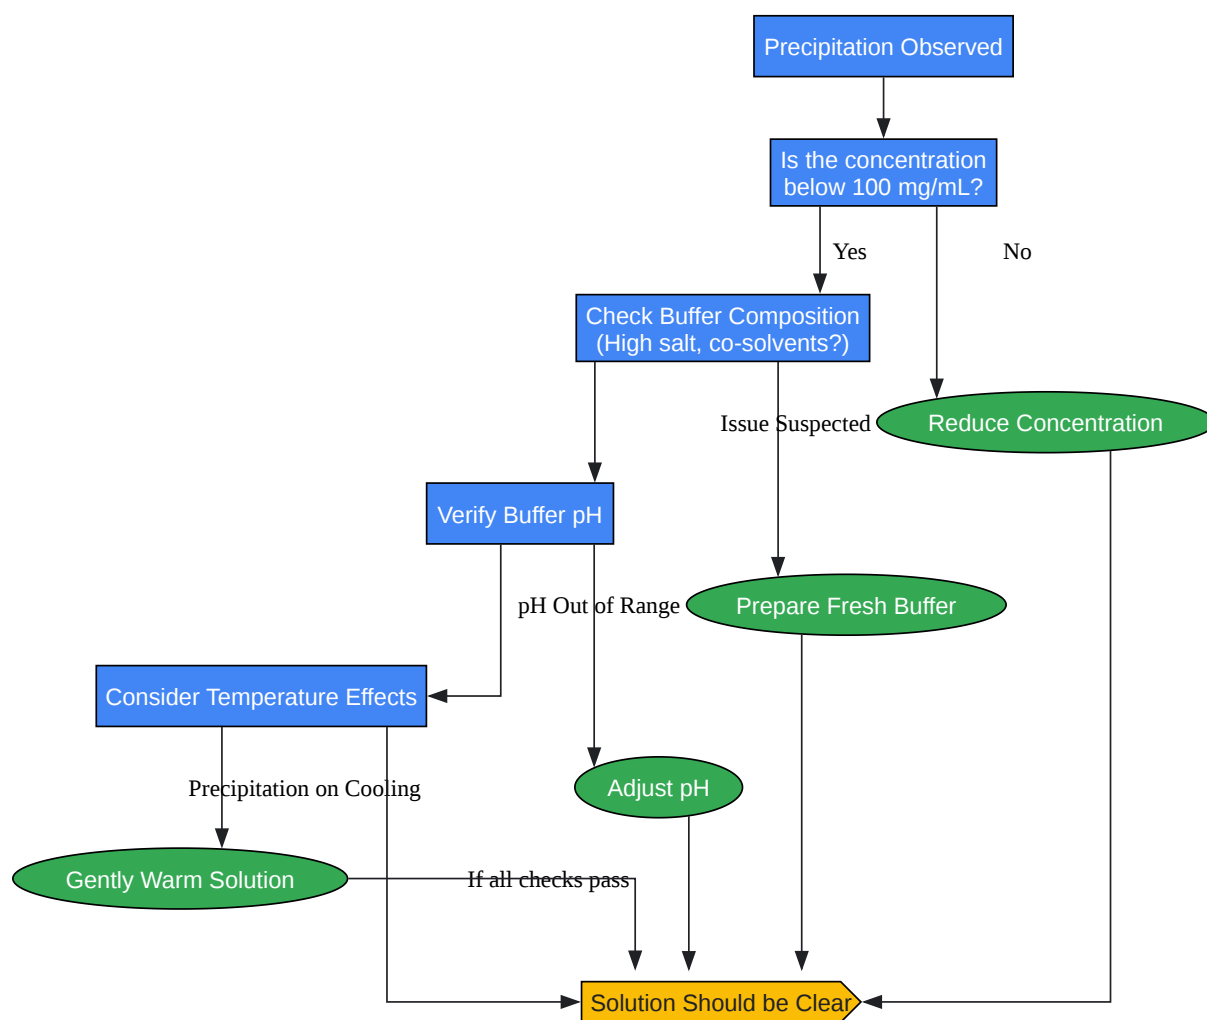 Precipitation Observed
Is the concentration
below 100 mg/mL?
Yes
No
Check Buffer Composition
(High salt, co-solvents?)
Issue Suspected
Reduce Concentration
Verify Buffer pH
pH Out of Range
Prepare Fresh Buffer
Consider Temperature Effects
Precipitation on Cooling
Adjust pH
Gently Warm Solution
If all checks pass
Solution Should be Clear